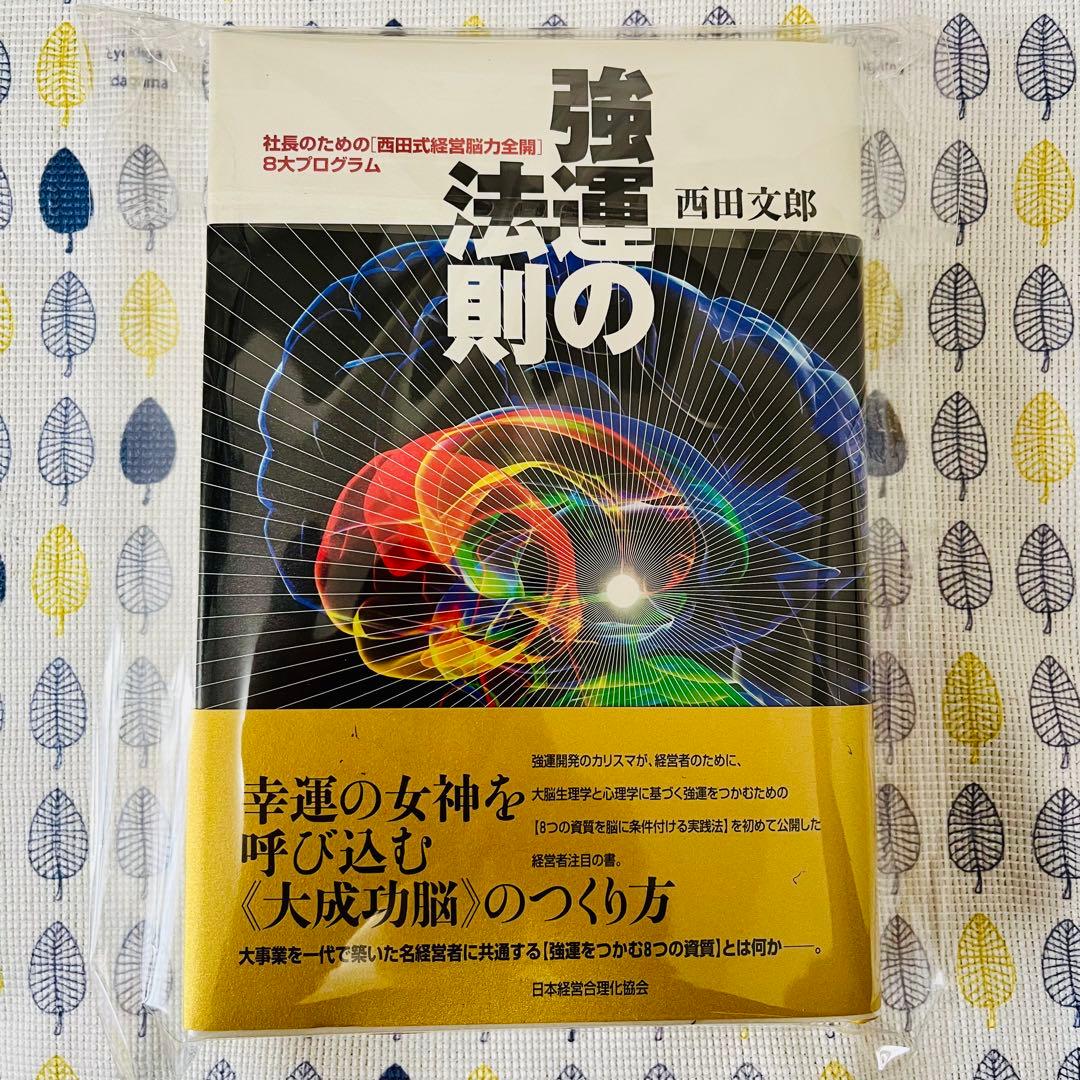 社長のための[西田式経営脳力全開]
8大プログラム
強運の
法則
西田文郎
幸運の女神を
呼び込む
《大成功脳》のつくり方
強運開発のカリスマが、経営者のために、
大脳生理学と心理学に基づく強運をつかむための
【8つの資質を脳に条件付ける実践法】を初めて公開した
経営者注目の書。
大事業を一代で築いた名経営者に共通する【強運をつかむ8つの資質】とは何か——。
日本経営合理化協会